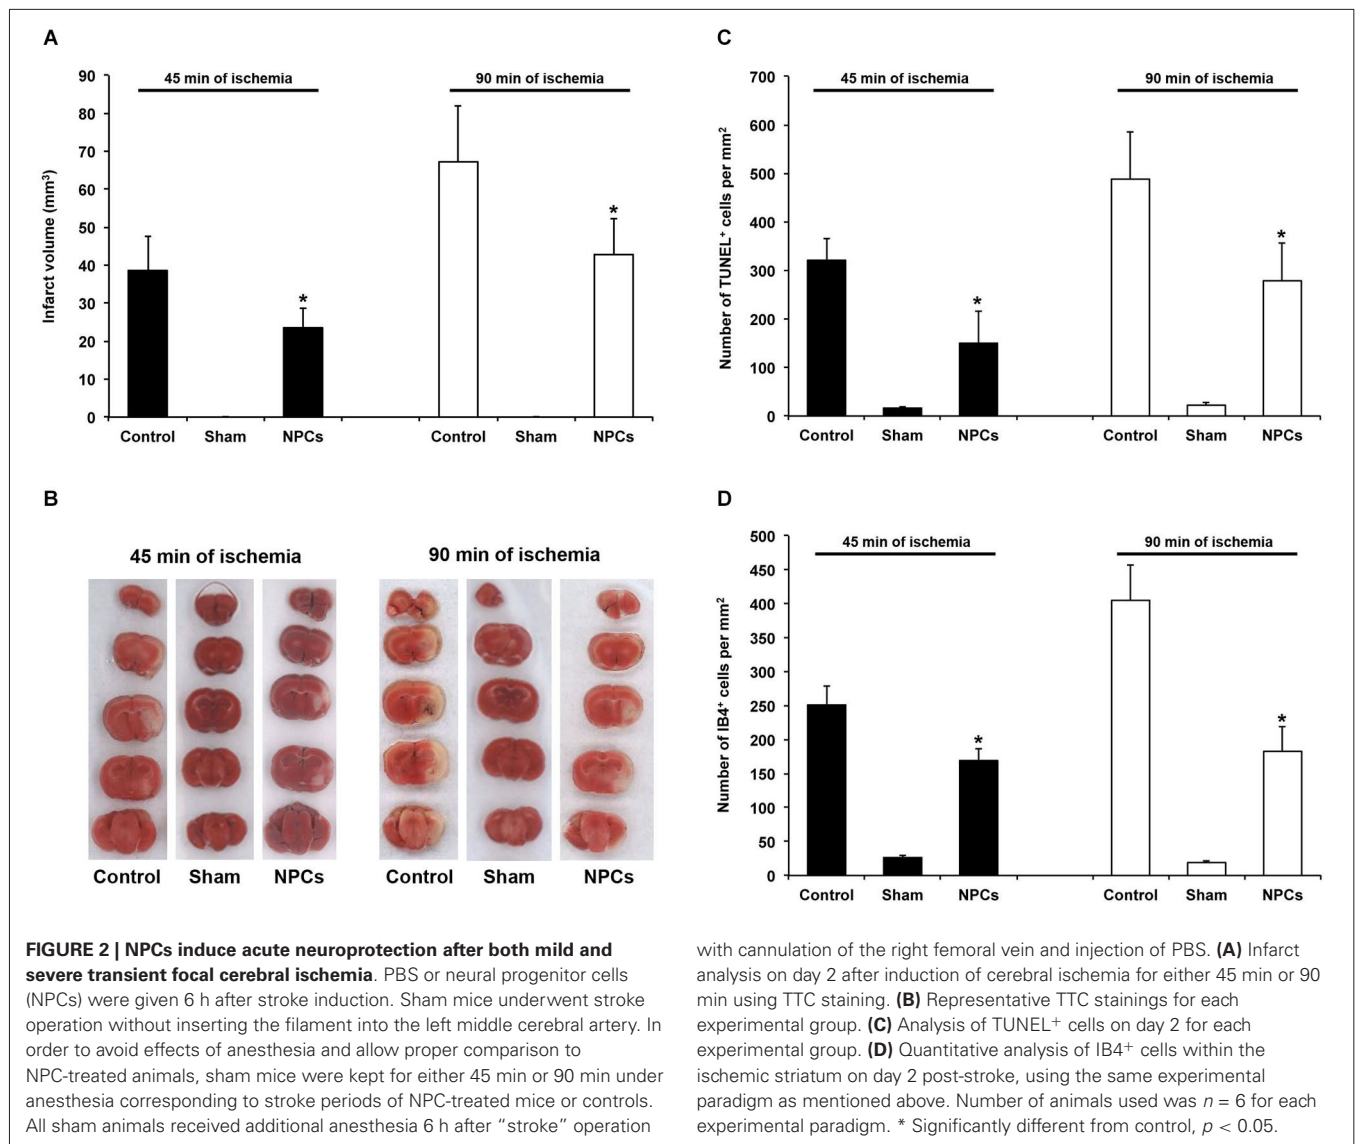 A
45 min of ischemia
90 min of ischemia
90
80
70
60
50
40
30
20
10
0
Infarct volume (mm³)
*
*
Control Sham NPCs Control Sham NPCs
B
45 min of ischemia
90 min of ischemia
Control Sham NPCs Control Sham NPCs
C
45 min of ischemia
90 min of ischemia
700
600
500
400
300
200
100
0
Number of TUNEL⁺ cells per mm²
*
*
Control Sham NPCs Control Sham NPCs
D
45 min of ischemia
90 min of ischemia
500
450
400
350
300
250
200
150
100
50
0
Number of IB4⁺ cells per mm²
*
*
Control Sham NPCs Control Sham NPCs
FIGURE 2 | NPCs induce acute neuroprotection after both mild and
severe transient focal cerebral ischemia. PBS or neural progenitor cells
(NPCs) were given 6 h after stroke induction. Sham mice underwent stroke
operation without inserting the filament into the left middle cerebral artery. In
order to avoid effects of anesthesia and allow proper comparison to
NPC-treated animals, sham mice were kept for either 45 min or 90 min under
anesthesia corresponding to stroke periods of NPC-treated mice or controls.
All sham animals received additional anesthesia 6 h after “stroke” operation
with cannulation of the right femoral vein and injection of PBS. (A) Infarct
analysis on day 2 after induction of cerebral ischemia for either 45 min or 90
min using TTC staining. (B) Representative TTC stainings for each
experimental group. (C) Analysis of TUNEL⁺ cells on day 2 for each
experimental group. (D) Quantitative analysis of IB4⁺ cells within the
ischemic striatum on day 2 post-stroke, using the same experimental
paradigm as mentioned above. Number of animals used was n = 6 for each
experimental paradigm. * Significantly different from control, p < 0.05.